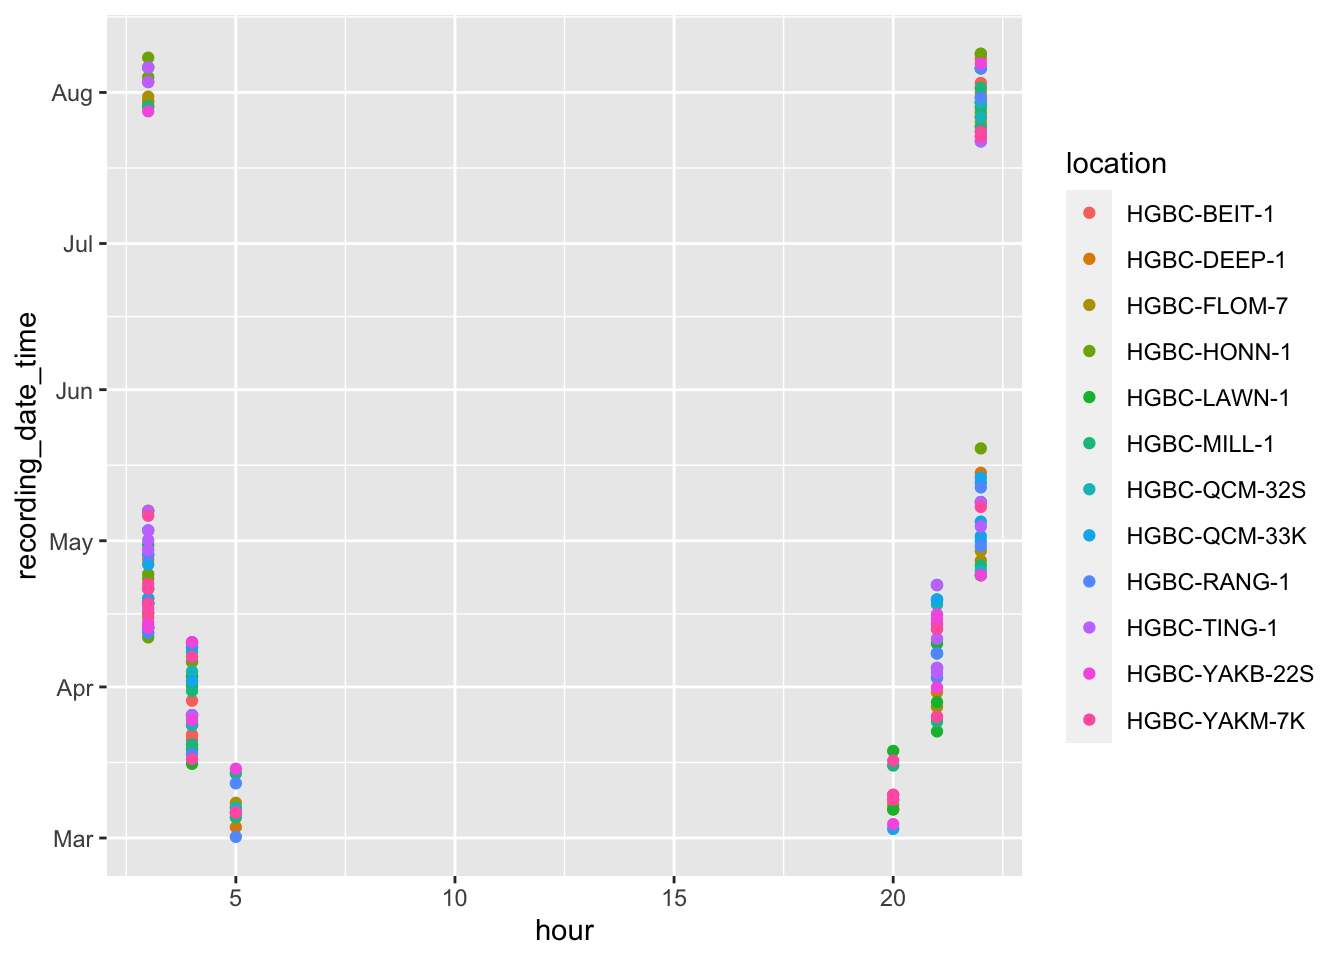 Aug
Jul
Jun
May
Apr
Mar
recording_date_time
5
10
15
20
hour
location
HGBC-BEIT-1
HGBC-DEEP-1
HGBC-FLOM-7
HGBC-HONN-1
HGBC-LAWN-1
HGBC-MILL-1
HGBC-QCM-32S
HGBC-QCM-33K
HGBC-RANG-1
HGBC-TING-1
HGBC-YAKB-22S
HGBC-YAKM-7K